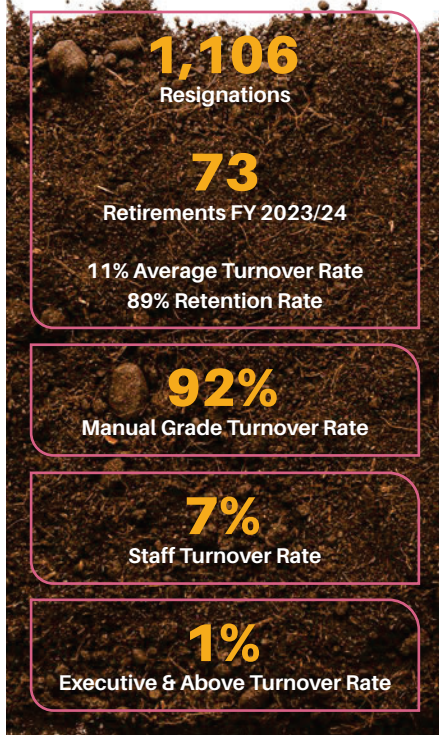 1,106
Resignations
73
Retirements FY 2023/24
11% Average Turnover Rate
89% Retention Rate
92%
Manual Grade Turnover Rate
7%
Staff Turnover Rate
1%
Executive & Above Turnover Rate